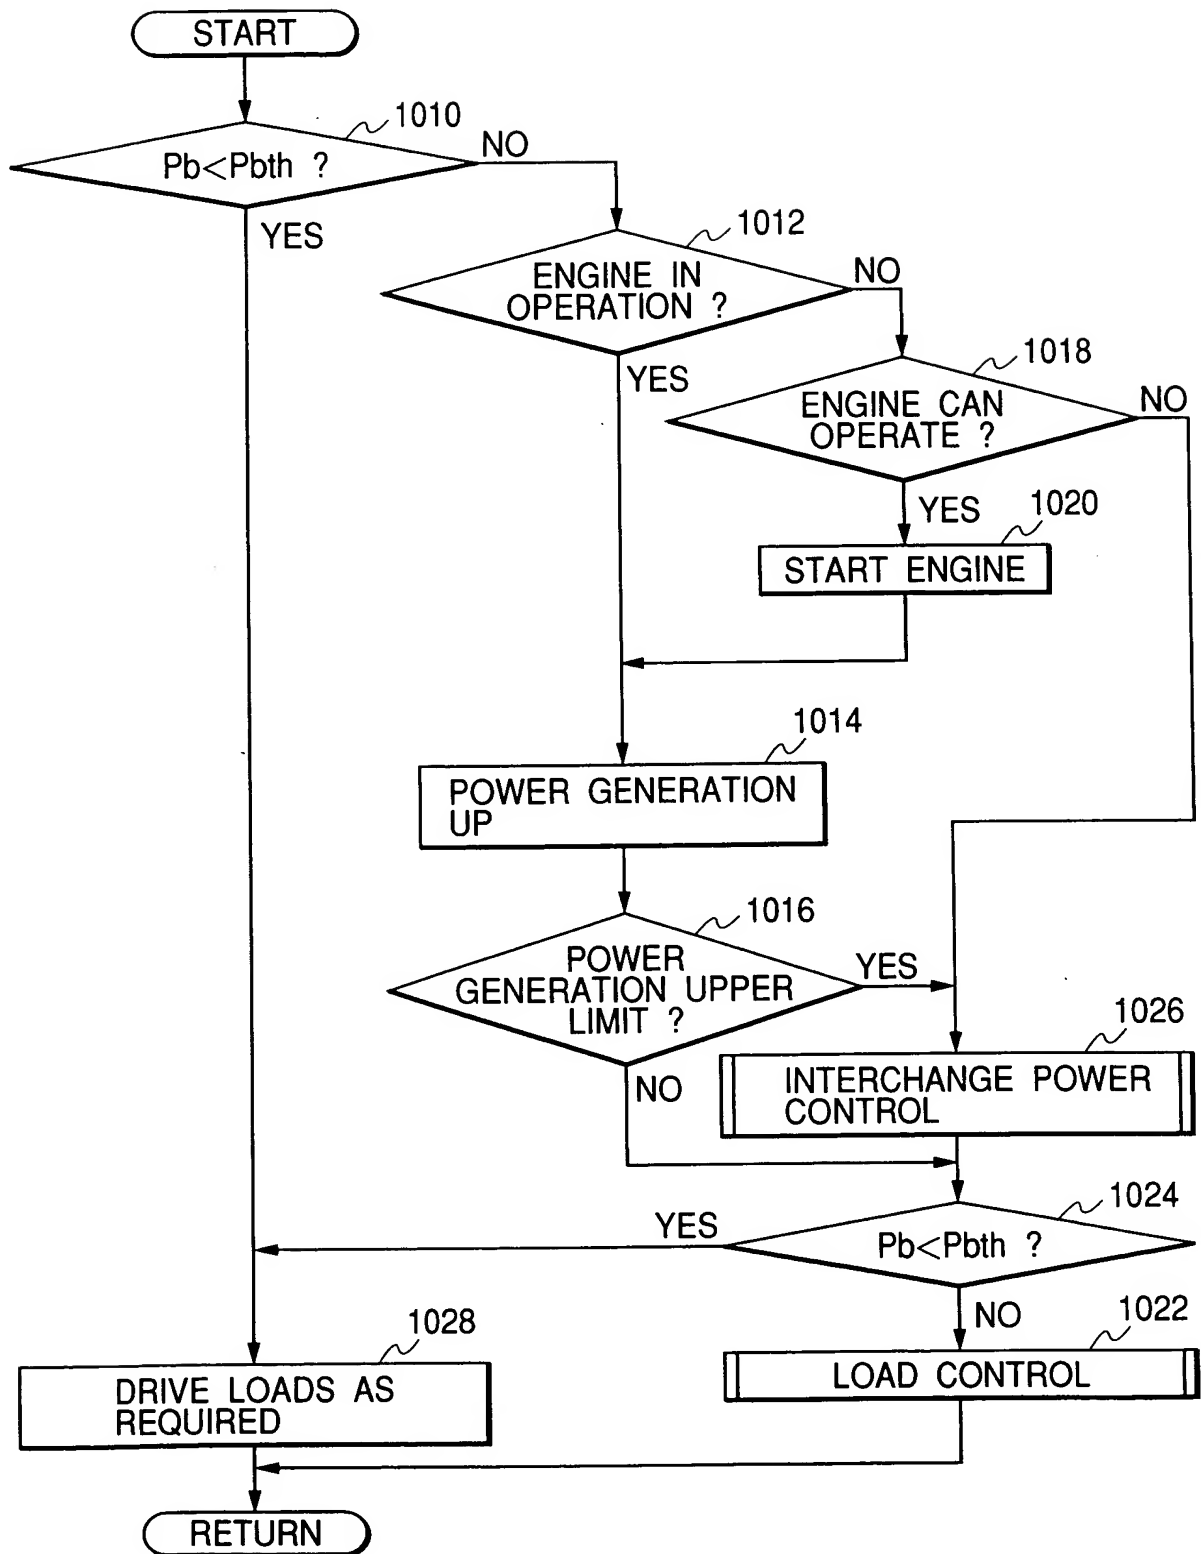 START
1010
Pb<Pbth ?
NO
YES
1012
ENGINE IN
OPERATION ?
NO
YES
1018
ENGINE CAN
OPERATE ?
NO
YES
1020
START ENGINE
1014
POWER GENERATION
UP
1016
POWER
GENERATION UPPER
LIMIT ?
YES
NO
1026
INTERCHANGE POWER
CONTROL
1024
Pb<Pbth ?
YES
NO
1022
LOAD CONTROL
1028
DRIVE LOADS AS
REQUIRED
RETURN